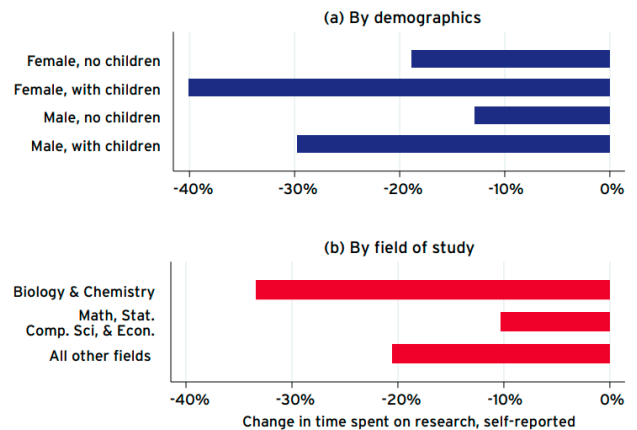 (a) By demographics
Female, no children
Female, with children
Male, no children
Male, with children
-40% -30% -20% -10% 0%
(b) By field of study
Biology & Chemistry
Math, Stat.
Comp. Sci, & Econ.
All other fields
-40% -30% -20% -10% 0%
Change in time spent on research, self-reported